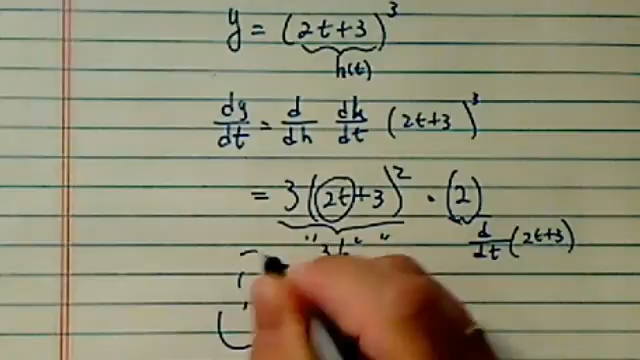 y = (2t+3)³
h(t)
dy/dt = d/dh dh/dt (2t+3)³
= 3(2t+3)² · (2)
"3h²" d/dt (2t+3)